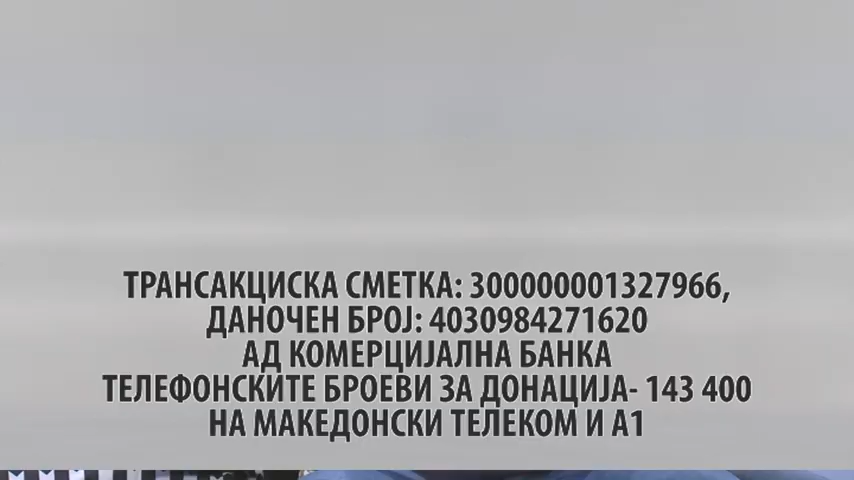 ТРАНСАКЦИСКА СМЕТКА: 300000001327966,
ДАНОЧЕН БРОЈ: 4030984271620
АД КОМЕРЦИЈАЛНА БАНКА
ТЕЛЕФОНСКИТЕ БРОЕВИ ЗА ДОНАЦИЈА- 143 400
НА МАКЕДОНСКИ ТЕЛЕКОМ И А1